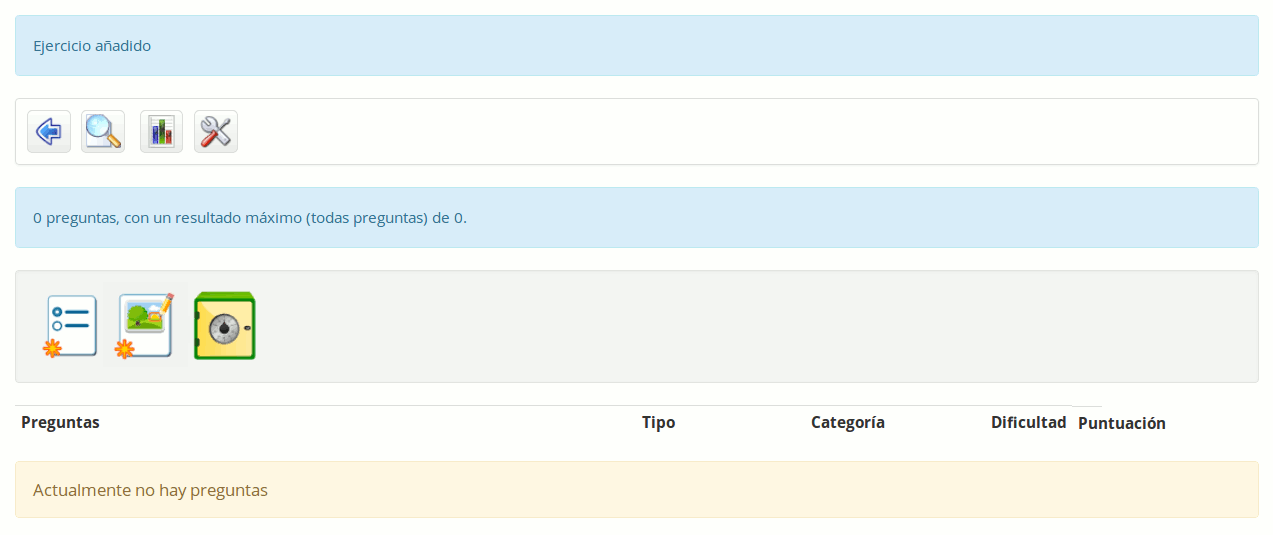 Ejercicio añadido
0 preguntas, con un resultado máximo (todas preguntas) de 0.
Preguntas Tipo Categoría Dificultad Puntuación
Actualmente no hay preguntas